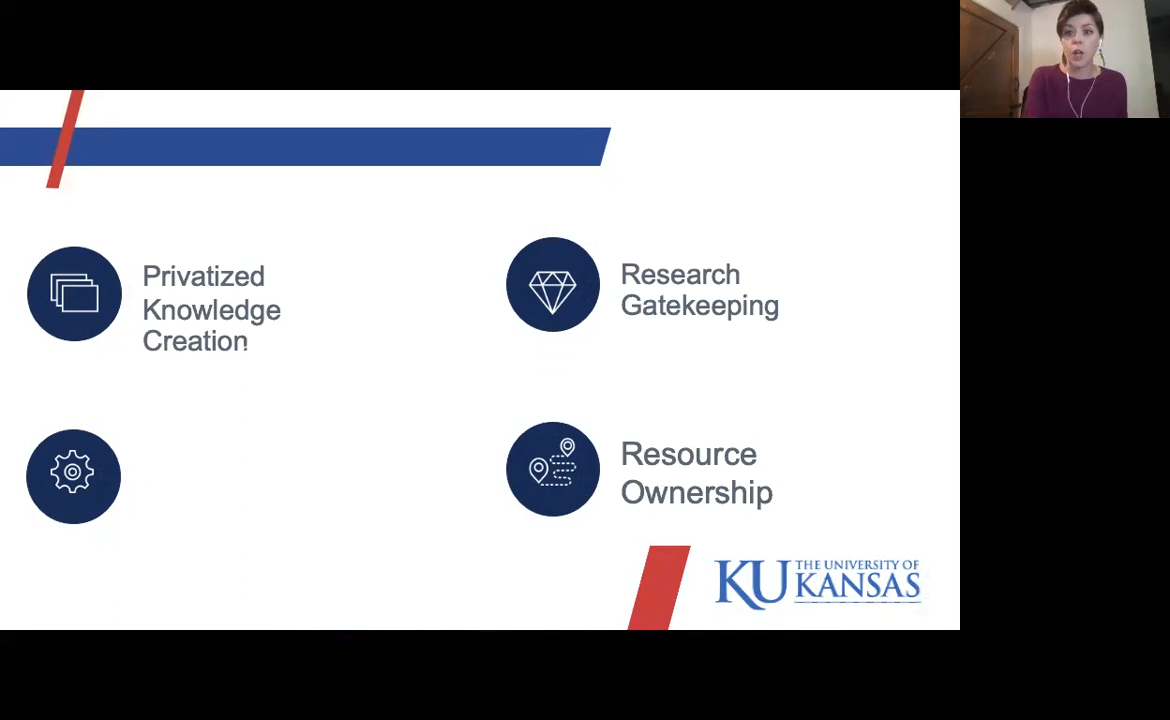 Privatized
Knowledge
Creation
Research
Gatekeeping
Resource
Ownership
KU THE UNIVERSITY OF
KANSAS